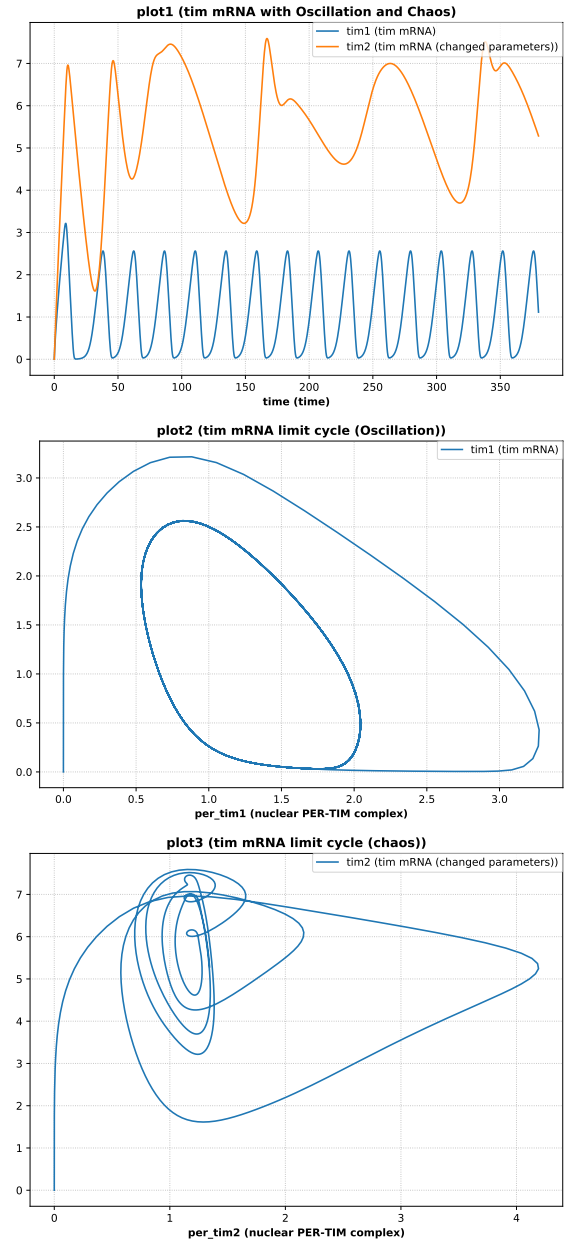 plot1 (tim mRNA with Oscillation and Chaos)
tim1 (tim mRNA)
tim2 (tim mRNA (changed parameters))
7
6
5
4
3
2
1
0
0 50 100 150 200 250 300 350
time (time)
plot2 (tim mRNA limit cycle (Oscillation))
tim1 (tim mRNA)
3.0
2.5
2.0
1.5
1.0
0.5
0.0
0.0 0.5 1.0 1.5 2.0 2.5 3.0
per_tim1 (nuclear PER-TIM complex)
plot3 (tim mRNA limit cycle (chaos))
tim2 (tim mRNA (changed parameters))
7
6
5
4
3
2
1
0
0 1 2 3 4
per_tim2 (nuclear PER-TIM complex)